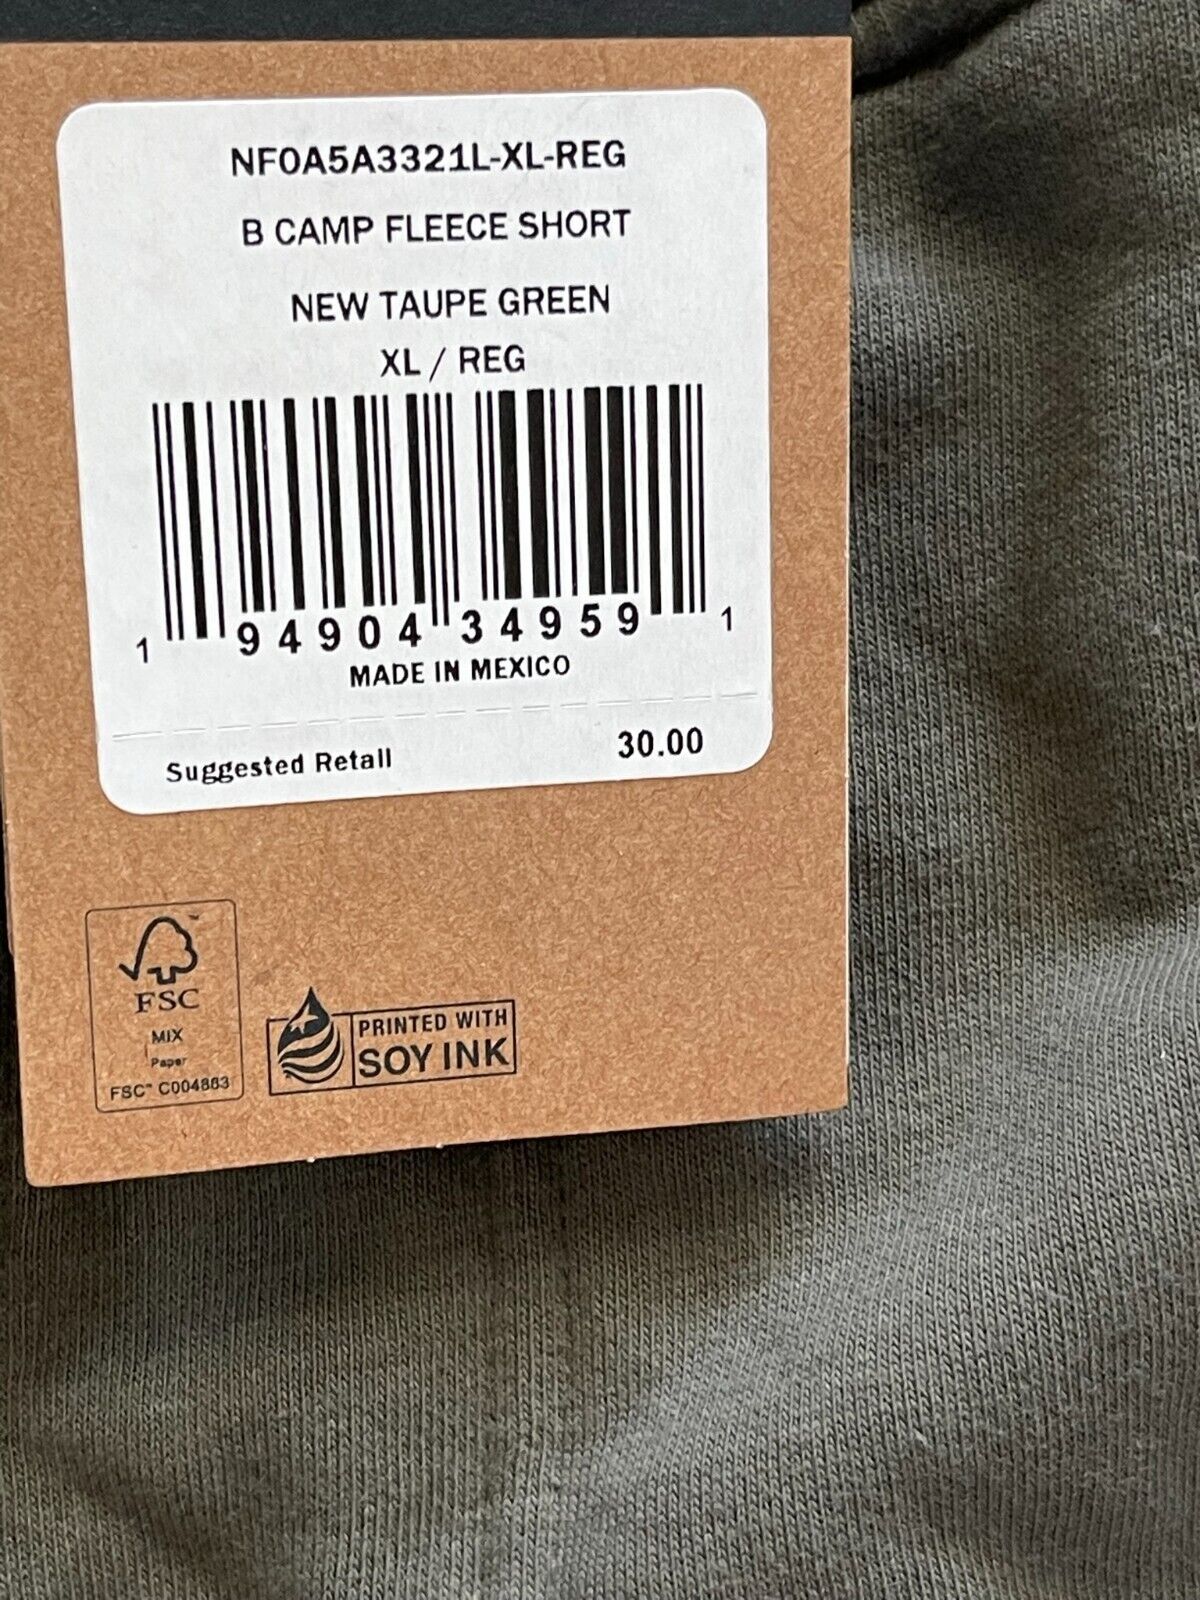 NF0A5A3321L-XL-REG
B CAMP FLEECE SHORT
NEW TAUPE GREEN
XL / REG
1 94904 34959 1
MADE IN MEXICO
Suggested Retail 30.00
FSC
MIX
Paper
FSC™ C004883
PRINTED WITH
SOY INK